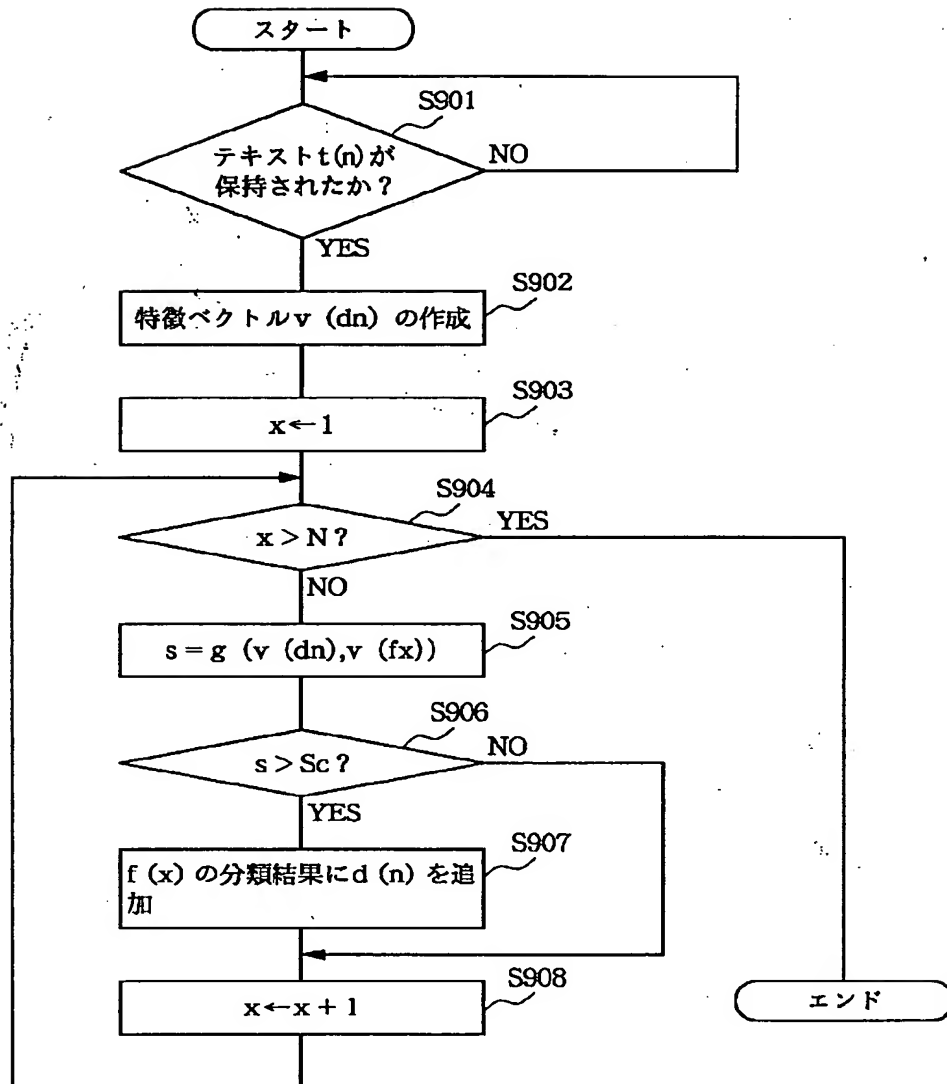 スタート
S901
テキストt(n)が
保持されたか?
NO
YES
S902
特徴ベクトルv (dn) の作成
S903
x←1
S904
x>N?
YES
NO
S905
s=g (v (dn),v (fx))
S906
s>Sc?
NO
YES
S907
f (x) の分類結果にd (n) を追
加
S908
x←x+1
エンド